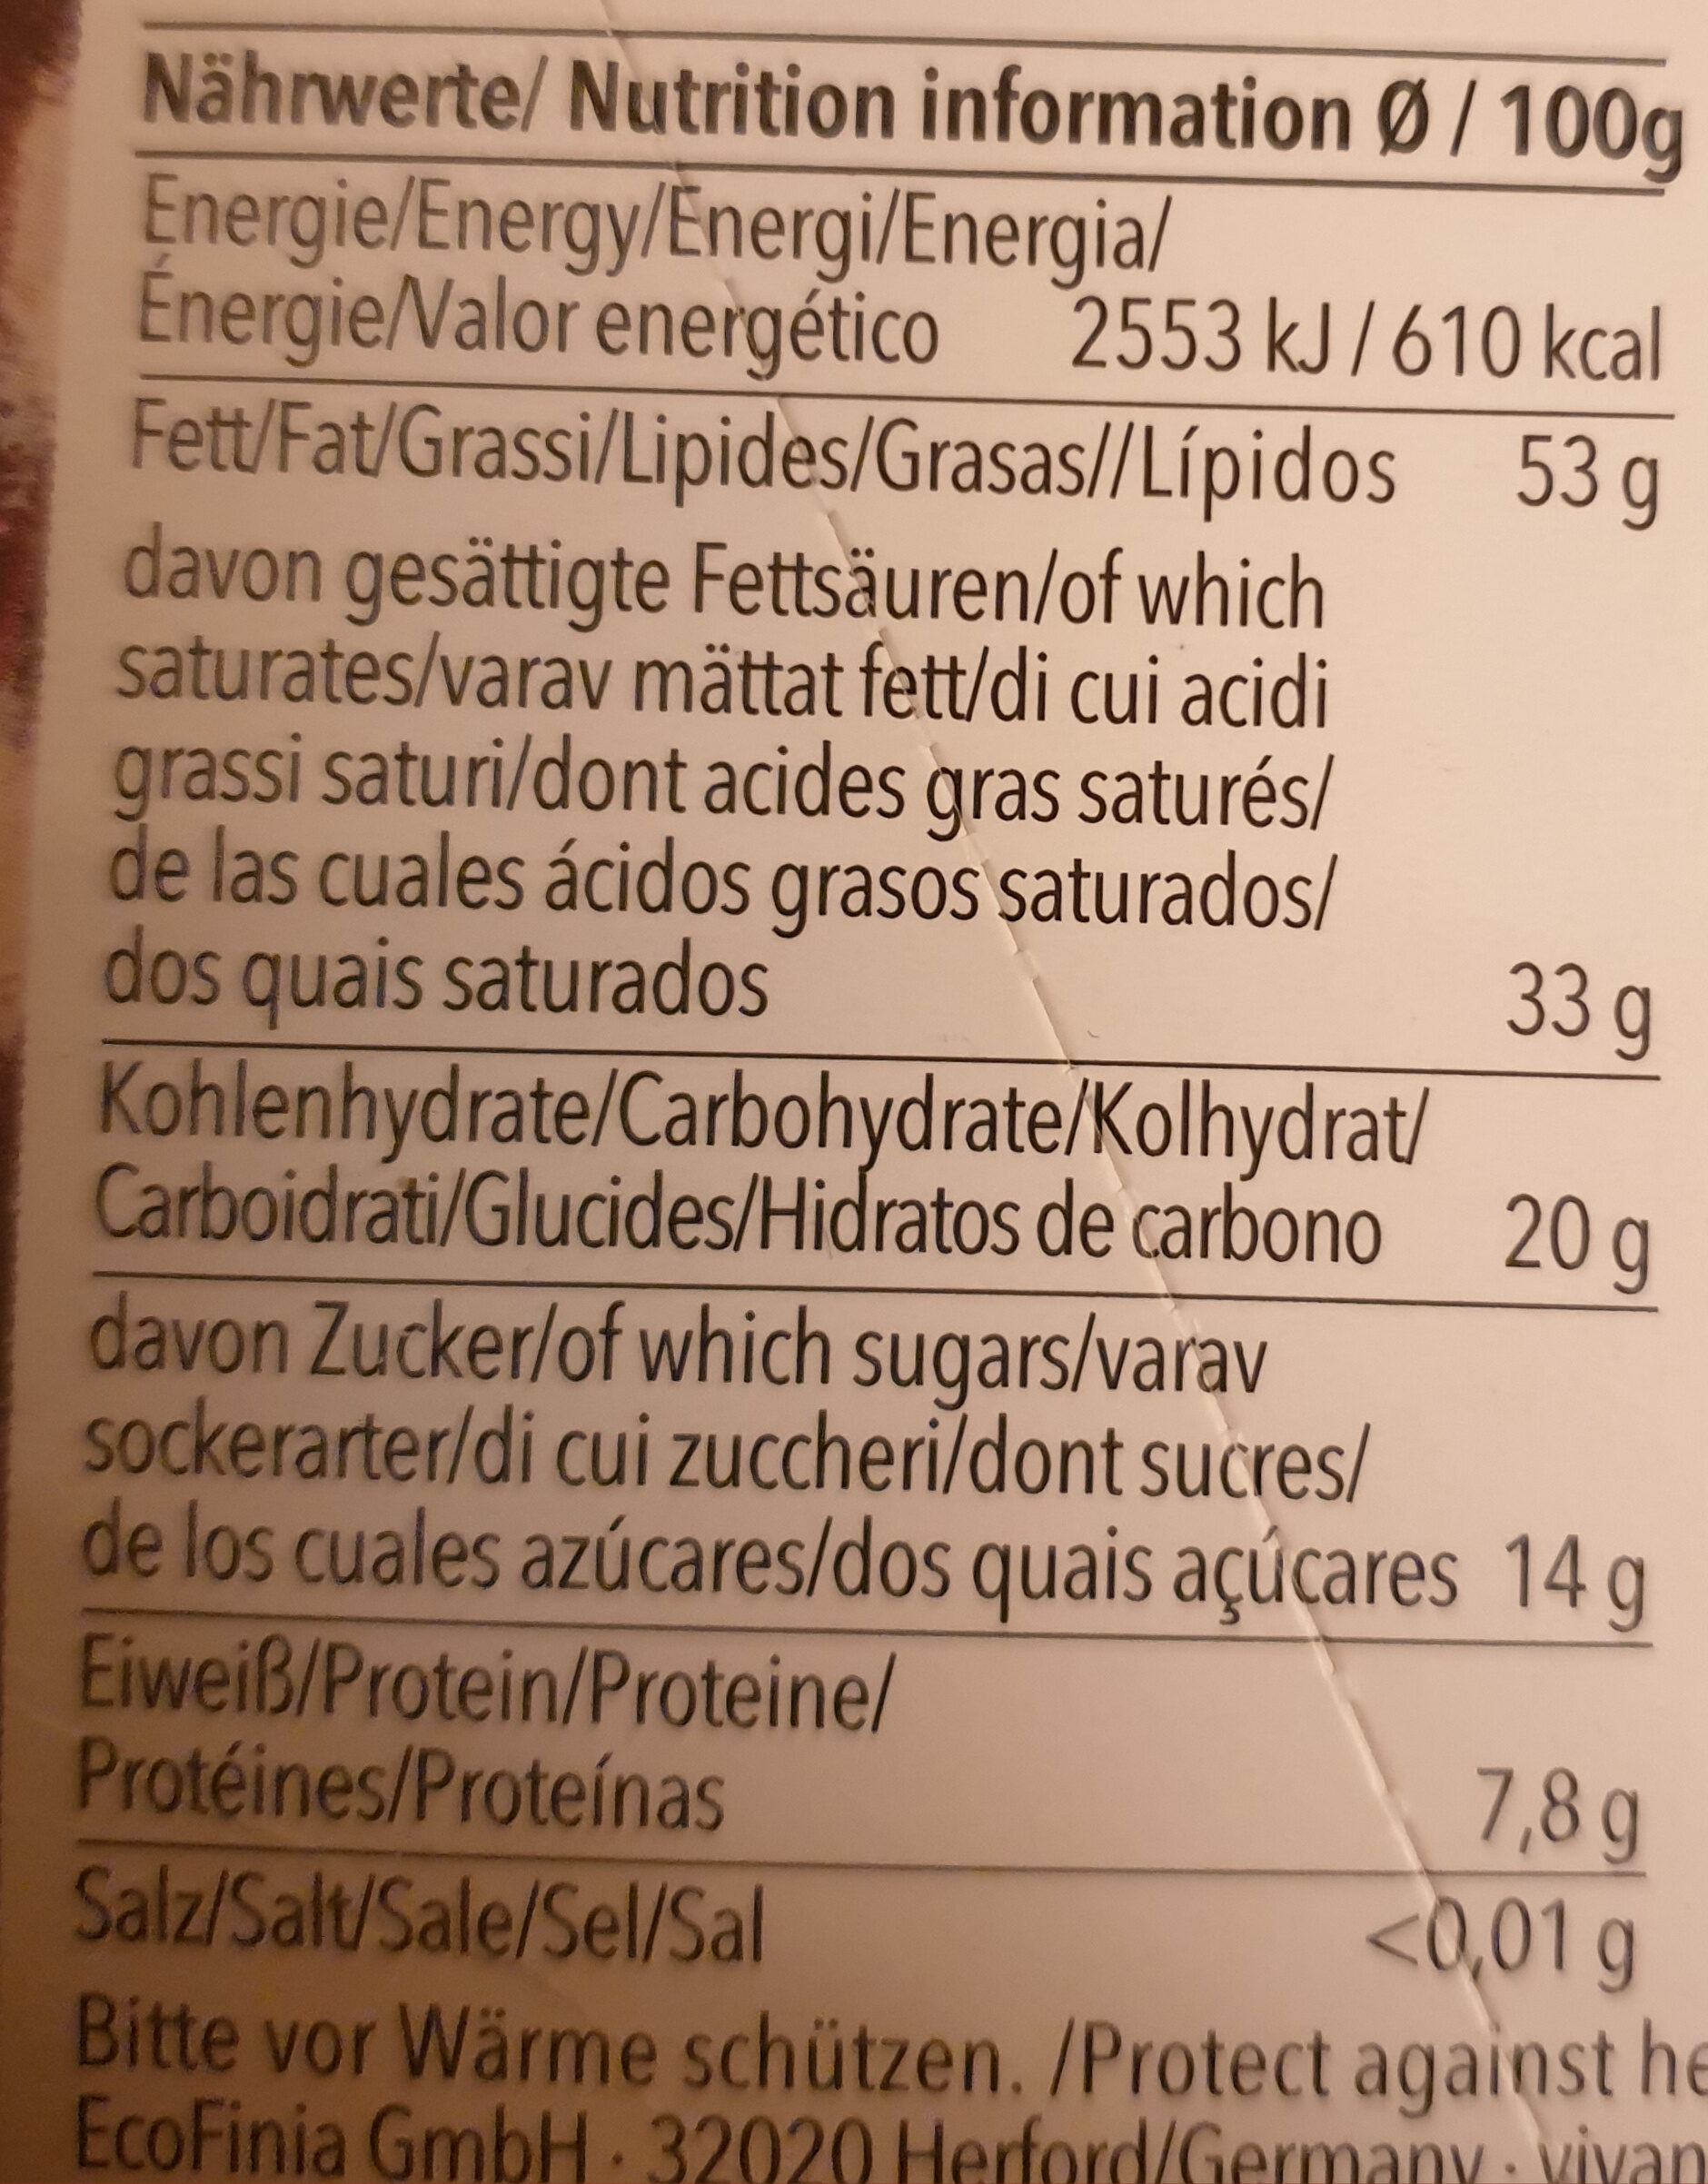 Nährwerte/ Nutrition information Ø / 100g
Energie/Energy/Energi/Energia/
Énergie/Valor energético 2553 kJ / 610 kcal
Fett/Fat/Grassi/Lipides/Grasas//Lípidos 53 g
davon gesättigte Fettsäuren/of which
saturates/varav mättat fett/di cui acidi
grassi saturi/dont acides gras saturés/
de las cuales ácidos grasos saturados/
dos quais saturados 33 g
Kohlenhydrate/Carbohydrate/Kolhydrat/
Carboidrati/Glucides/Hidratos de carbono 20 g
davon Zucker/of which sugars/varav
sockerarter/di cui zuccheri/dont sucres/
de los cuales azúcares/dos quais açúcares 14 g
Eiweiß/Protein/Proteine/
Protéines/Proteínas 7,8 g
Salz/Salt/Sale/Sel/Sal <0,01 g
Bitte vor Wärme schützen. /Protect against
EcoFinia GmbH · 32020 Herford/Germany ·